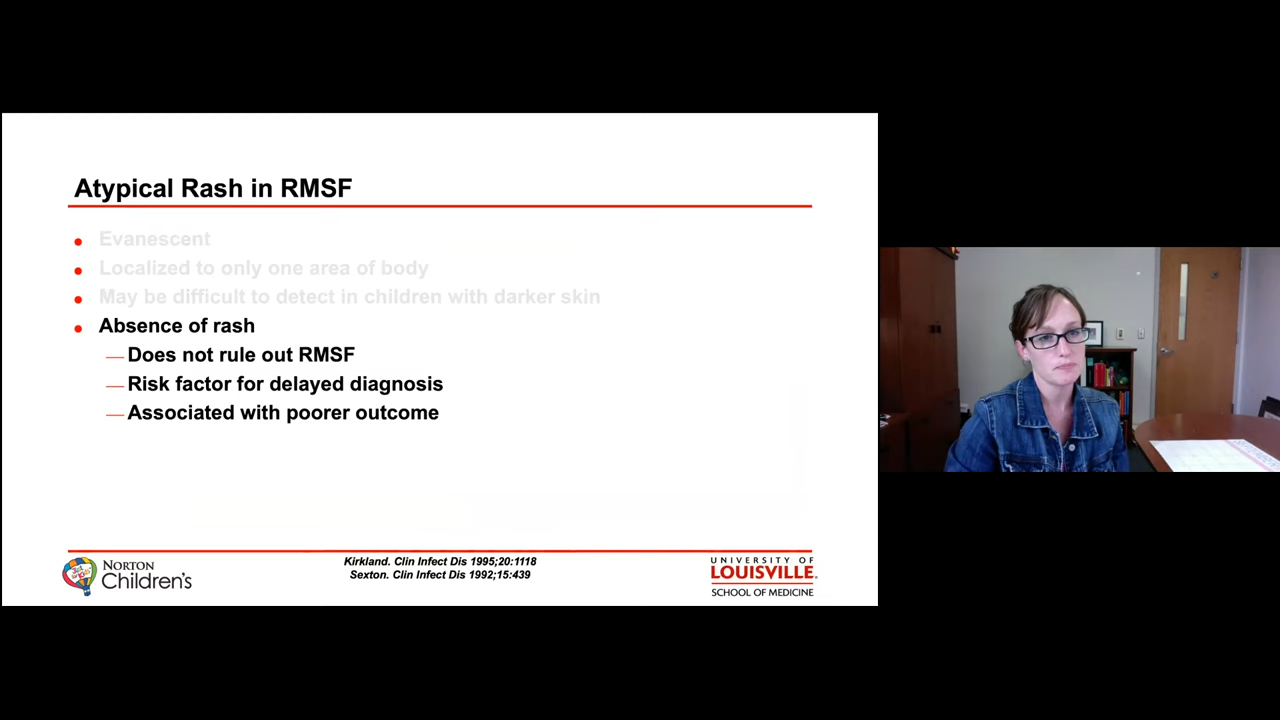 Atypical Rash in RMSF
Evanescent
Localized to only one area of body
May be difficult to detect in children with darker skin
Absence of rash
—Does not rule out RMSF
—Risk factor for delayed diagnosis
—Associated with poorer outcome
NORTON
Children's
Kirkland. Clin Infect Dis 1995;20:1118
Sexton. Clin Infect Dis 1992;15:439
UNIVERSITY OF
LOUISVILLE.
SCHOOL OF MEDICINE